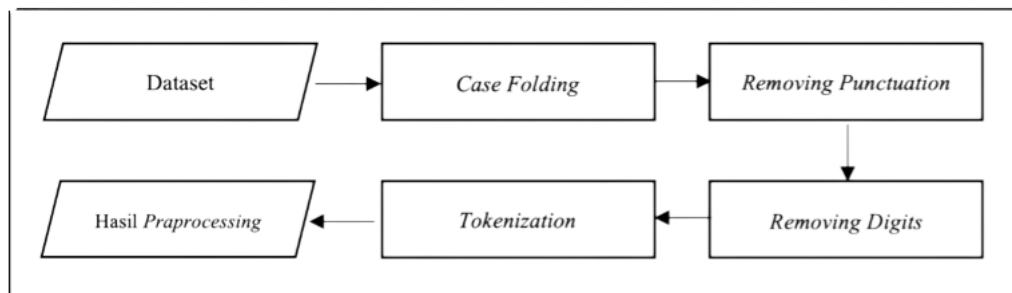 Dataset
Case Folding
Removing Punctuation
Removing Digits
Tokenization
Hasil Praprocessing